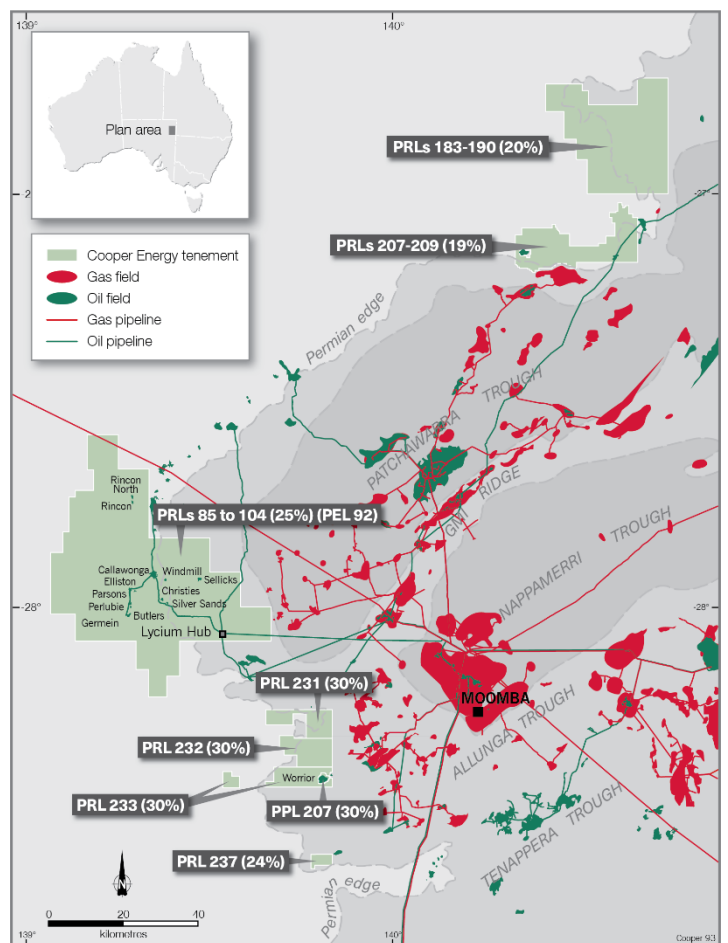 139°
140°
Plan area
PRLs 183-190 (20%)
2
-27°
PRLs 207-209 (19%)
Cooper Energy tenement
Gas field
Oil field
Gas pipeline
Oil pipeline
Permian edge
PATCHAWARRA TROUGH
GMI RIDGE
NAPPAMERRI TROUGH
Rincon
North
Rincon
PRLs 85 to 104 (25%) (PEL 92)
Callawonga
Windmill
Elliston
Sellicks
Parsons
Christies
Perlubie
Silver Sands
Butlers
Germein
Lycium Hub
-28°
-28°
PRL 231 (30%)
MOOMBA
ALLUNGA TROUGH
PRL 232 (30%)
Worrior
PRL 233 (30%)
PPL 207 (30%)
TENAPPERA TROUGH
PRL 237 (24%)
Permian edge
N
0 20 40
kilometres
139°
140°
Cooper 93